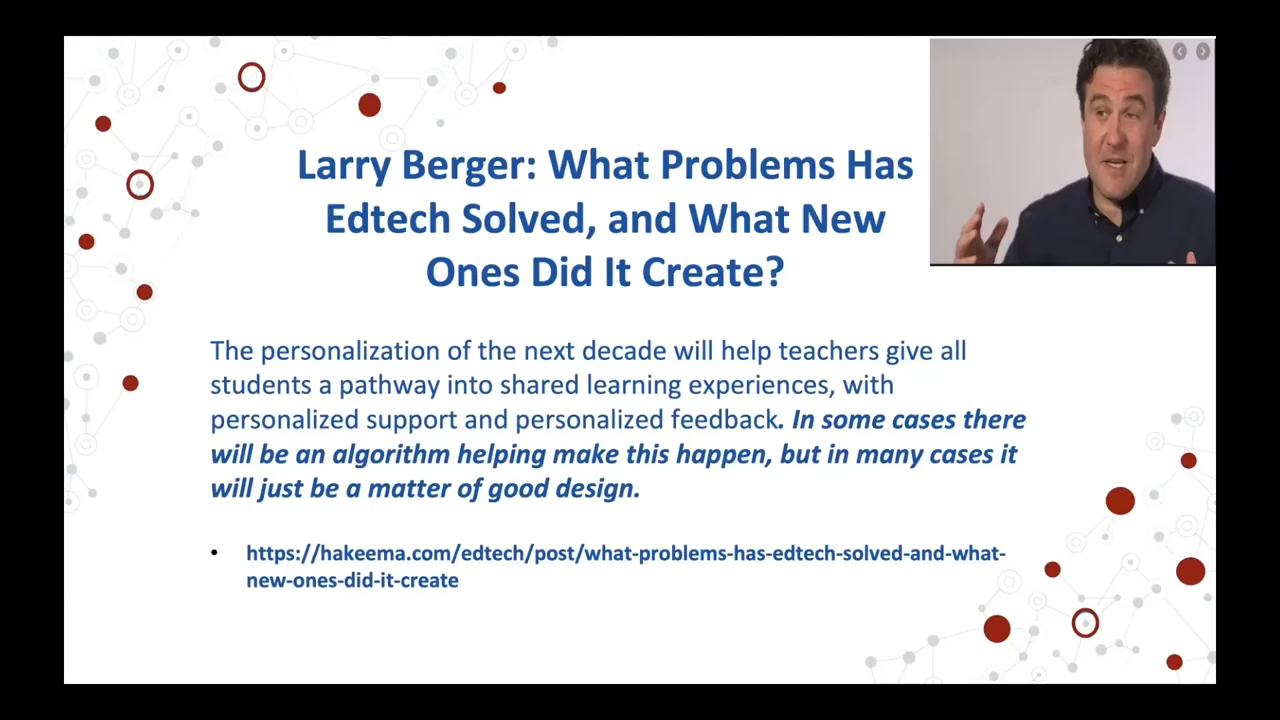 Larry Berger: What Problems Has
Edtech Solved, and What New
Ones Did It Create?
The personalization of the next decade will help teachers give all
students a pathway into shared learning experiences, with
personalized support and personalized feedback. In some cases there
will be an algorithm helping make this happen, but in many cases it
will just be a matter of good design.
• https://hakeema.com/edtech/post/what-problems-has-edtech-solved-and-what-
new-ones-did-it-create